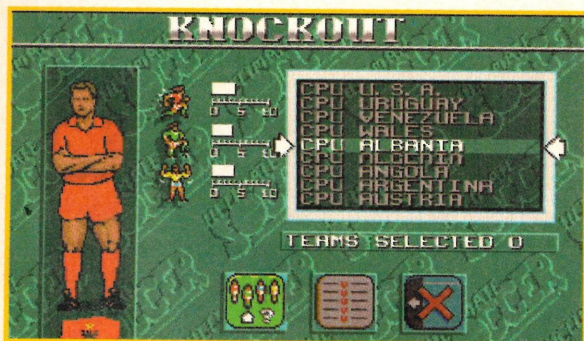 KNOCKOUT
CPU U.S.A.
CPU URUGUAY
CPU VENEZUELA
CPU WALES
CPU ALBANIA
CPU ALGERIA
CPU ANGOLA
CPU ARGENTINA
CPU AUSTRIA
0 5 10
0 5 10
0 5 10
TEAMS SELECTED 0